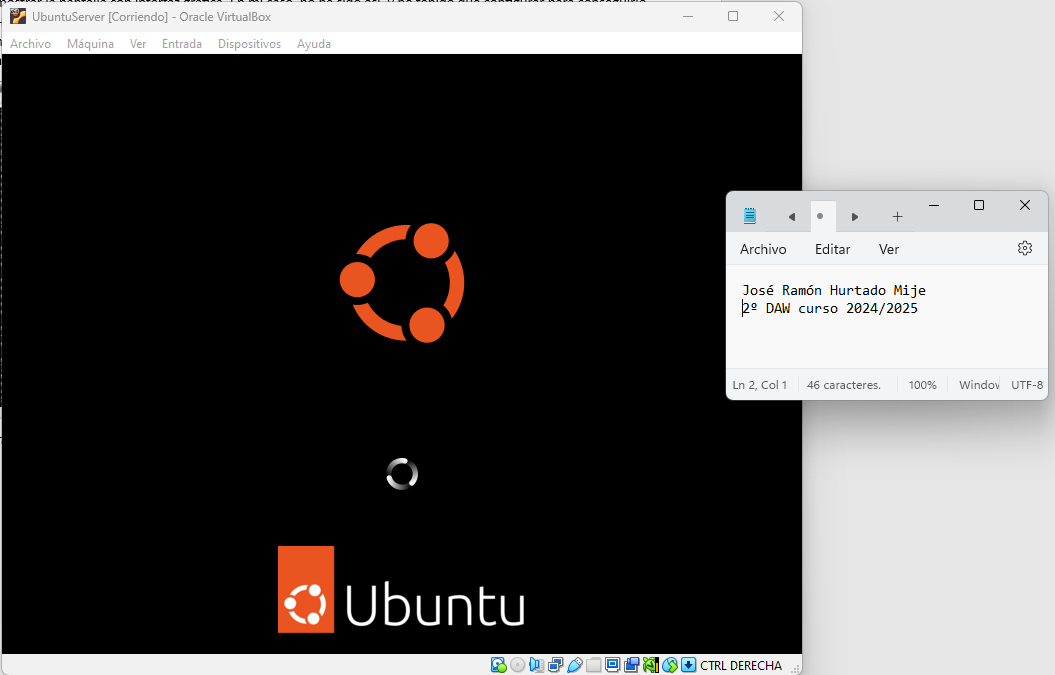 UbuntuServer [Corriendo] - Oracle VirtualBox
Archivo Máquina Ver Entrada Dispositivos Ayuda
Archivo Editar Ver
José Ramón Hurtado Mije
2º DAW curso 2024/2025
Ln 2, Col 1 46 caracteres. 100% Window UTF-8
Ubuntu
CTRL DERECHA